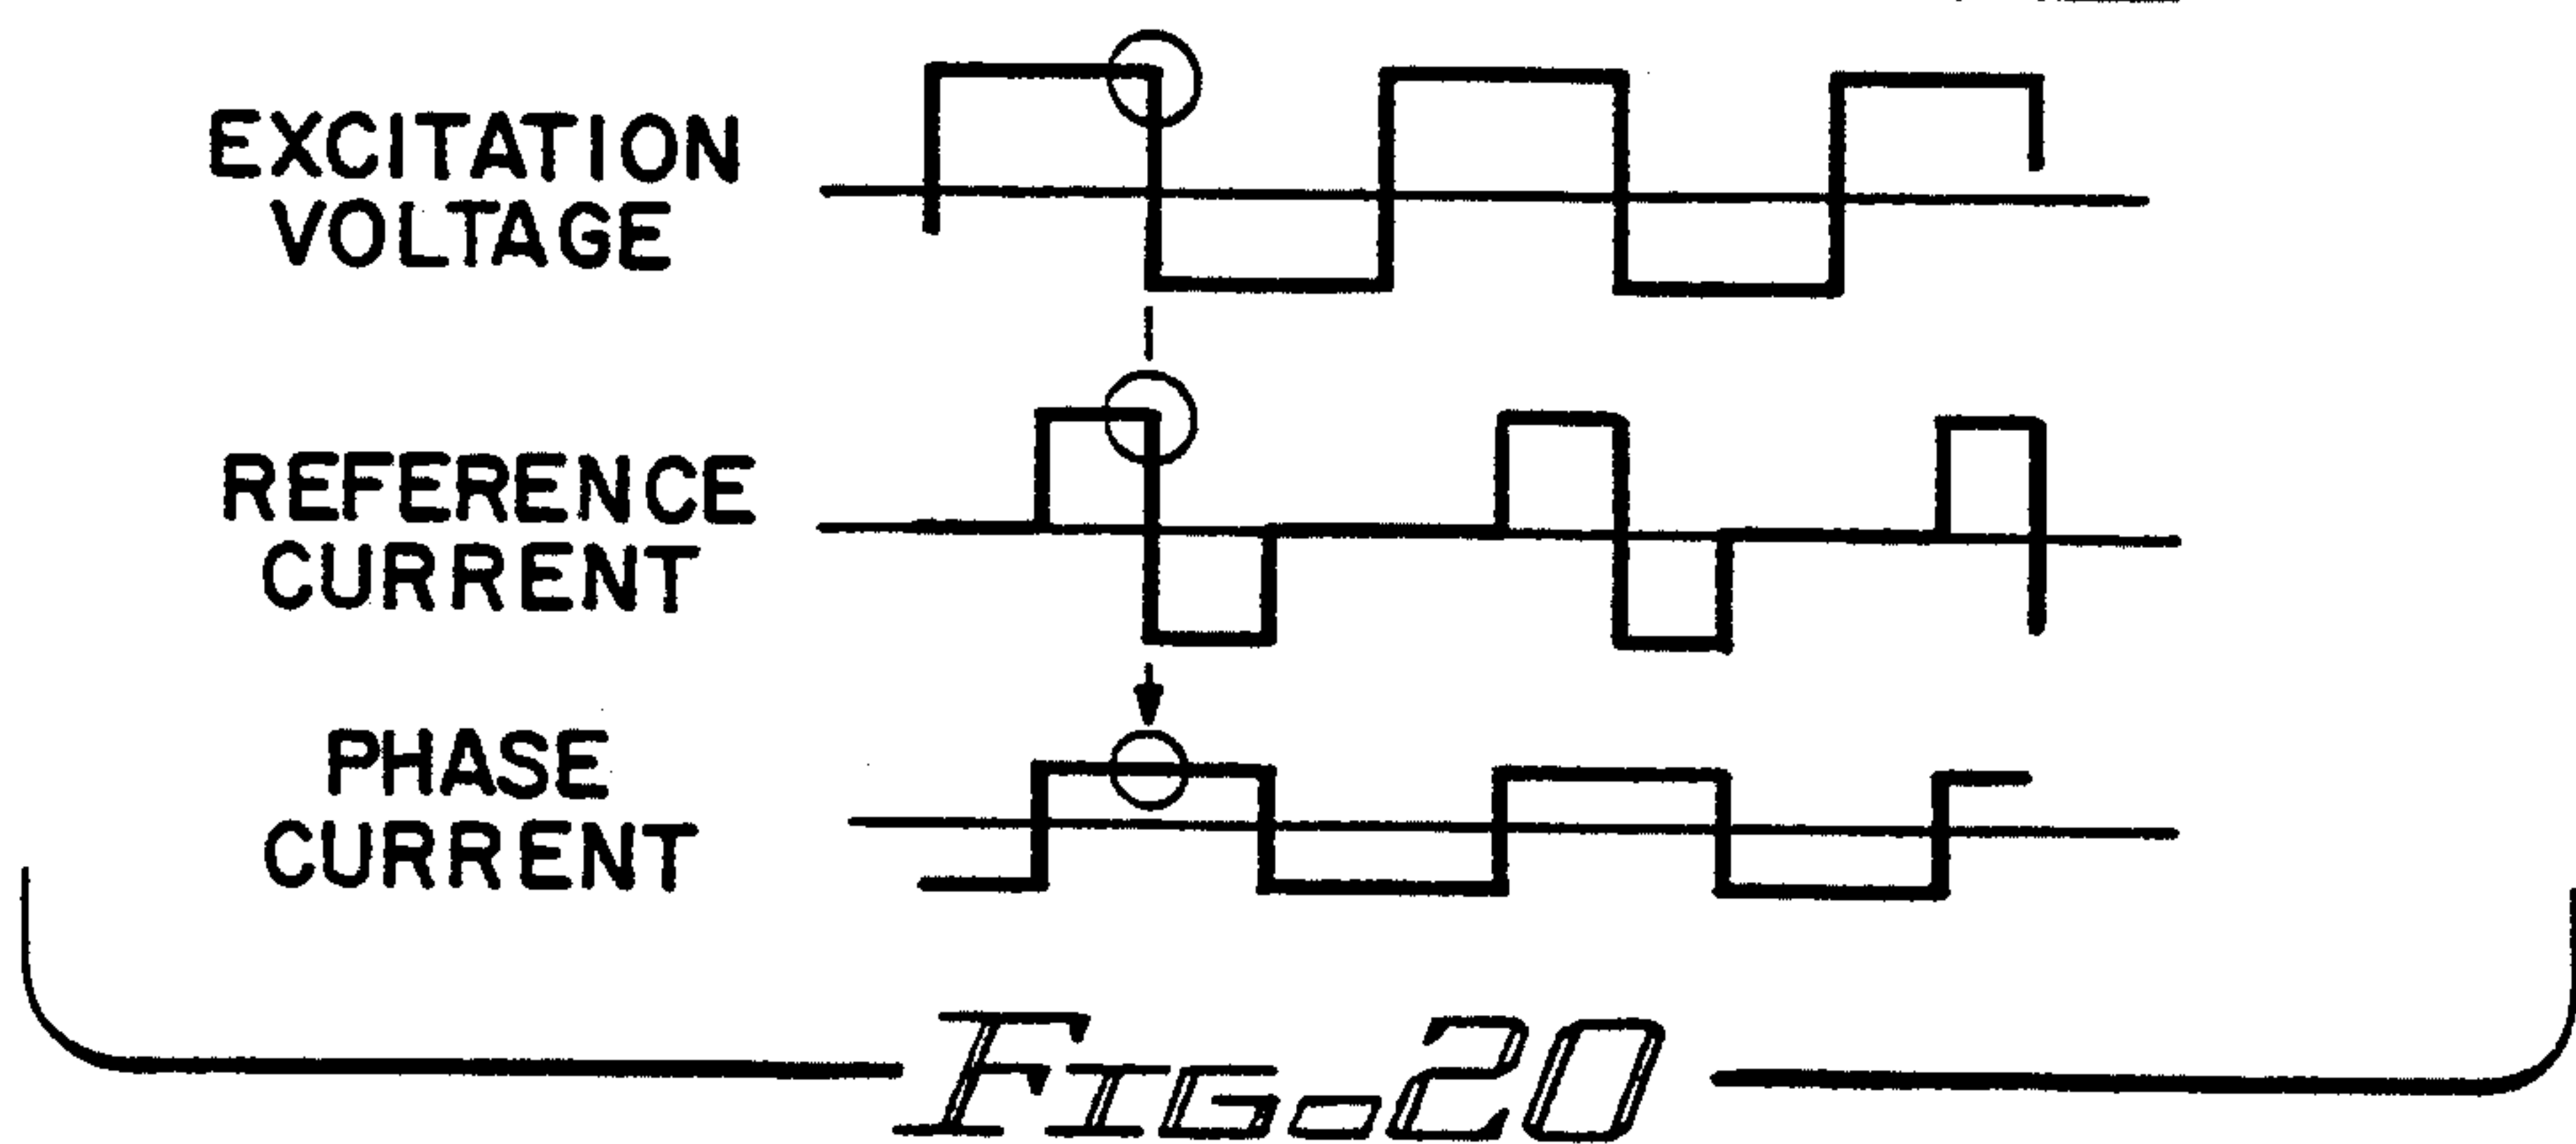 EXCITATION
VOLTAGE
REFERENCE
CURRENT
PHASE
CURRENT
FIG-20